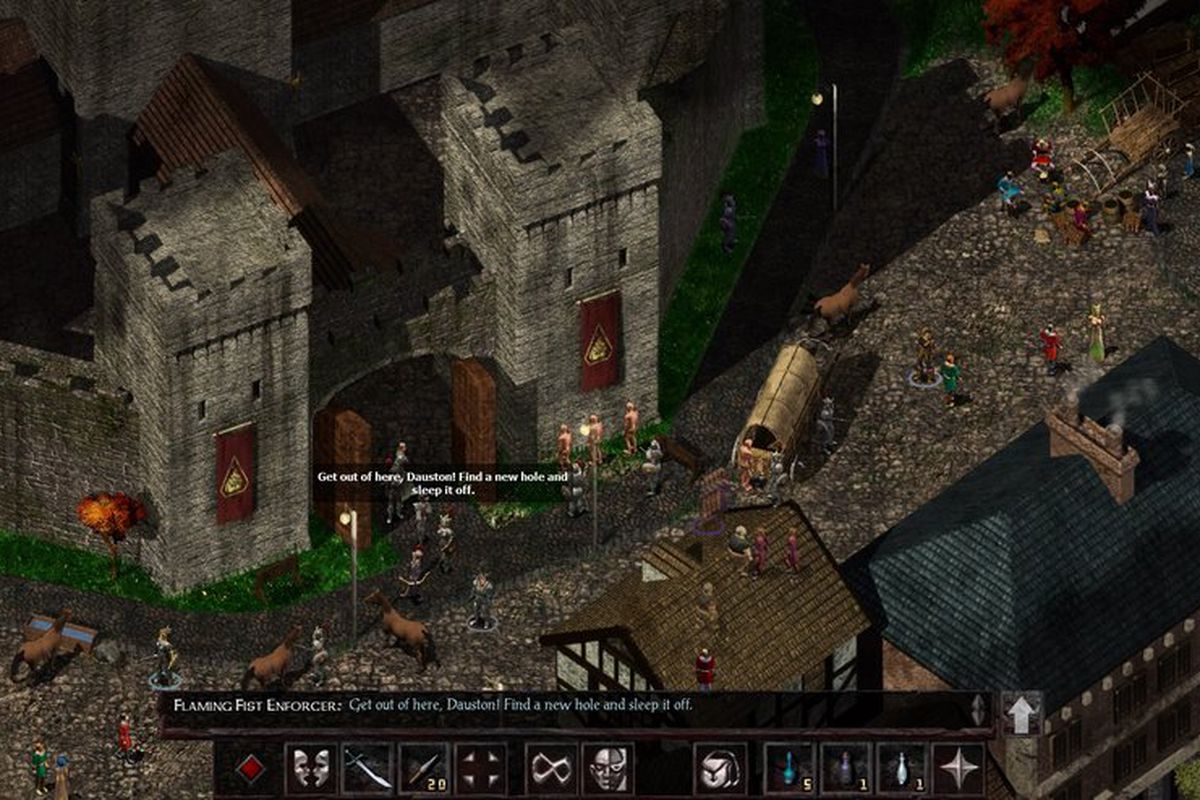 Get out of here, Dauston! Find a new hole and
sleep it off.
FLAMING FIST ENFORCER: Get out of here, Dauston! Find a new hole and sleep it off.
20
5
1
1